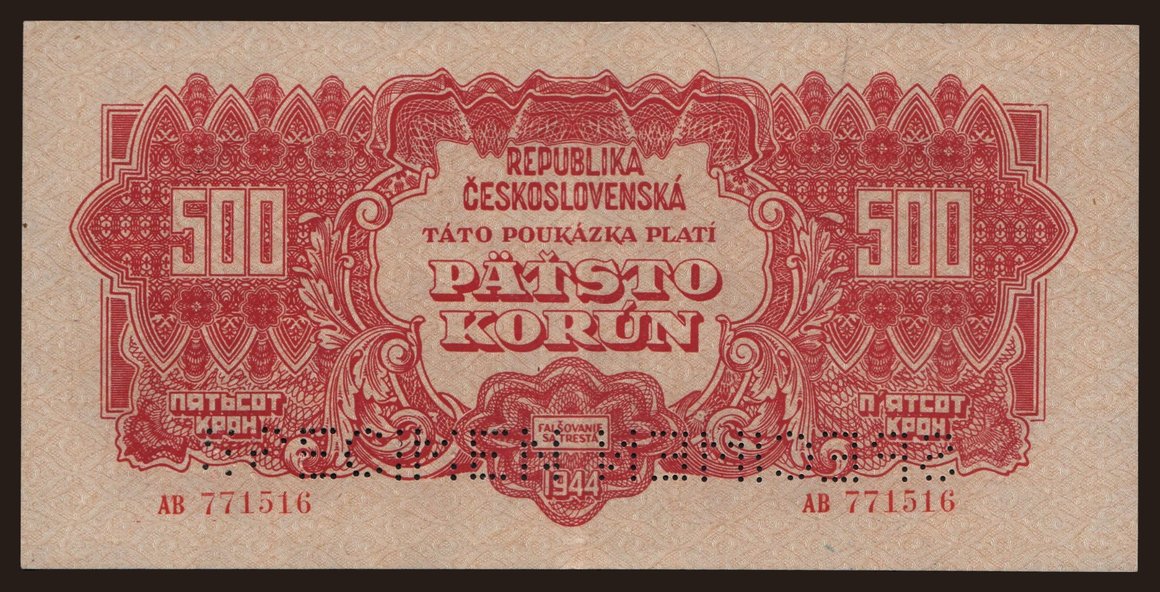 REPUBLIKA
ČESKOSLOVENSKÁ
TÁTO POUKÁZKA PLATÍ
500
500
PÄŤSTO
KORÚN
ПЯТЬСОТ
КРОН
П'ЯТСОТ
КРОН
FALŠOVANIE
SA TRESTÁ
1944
AB 771516
AB 771516